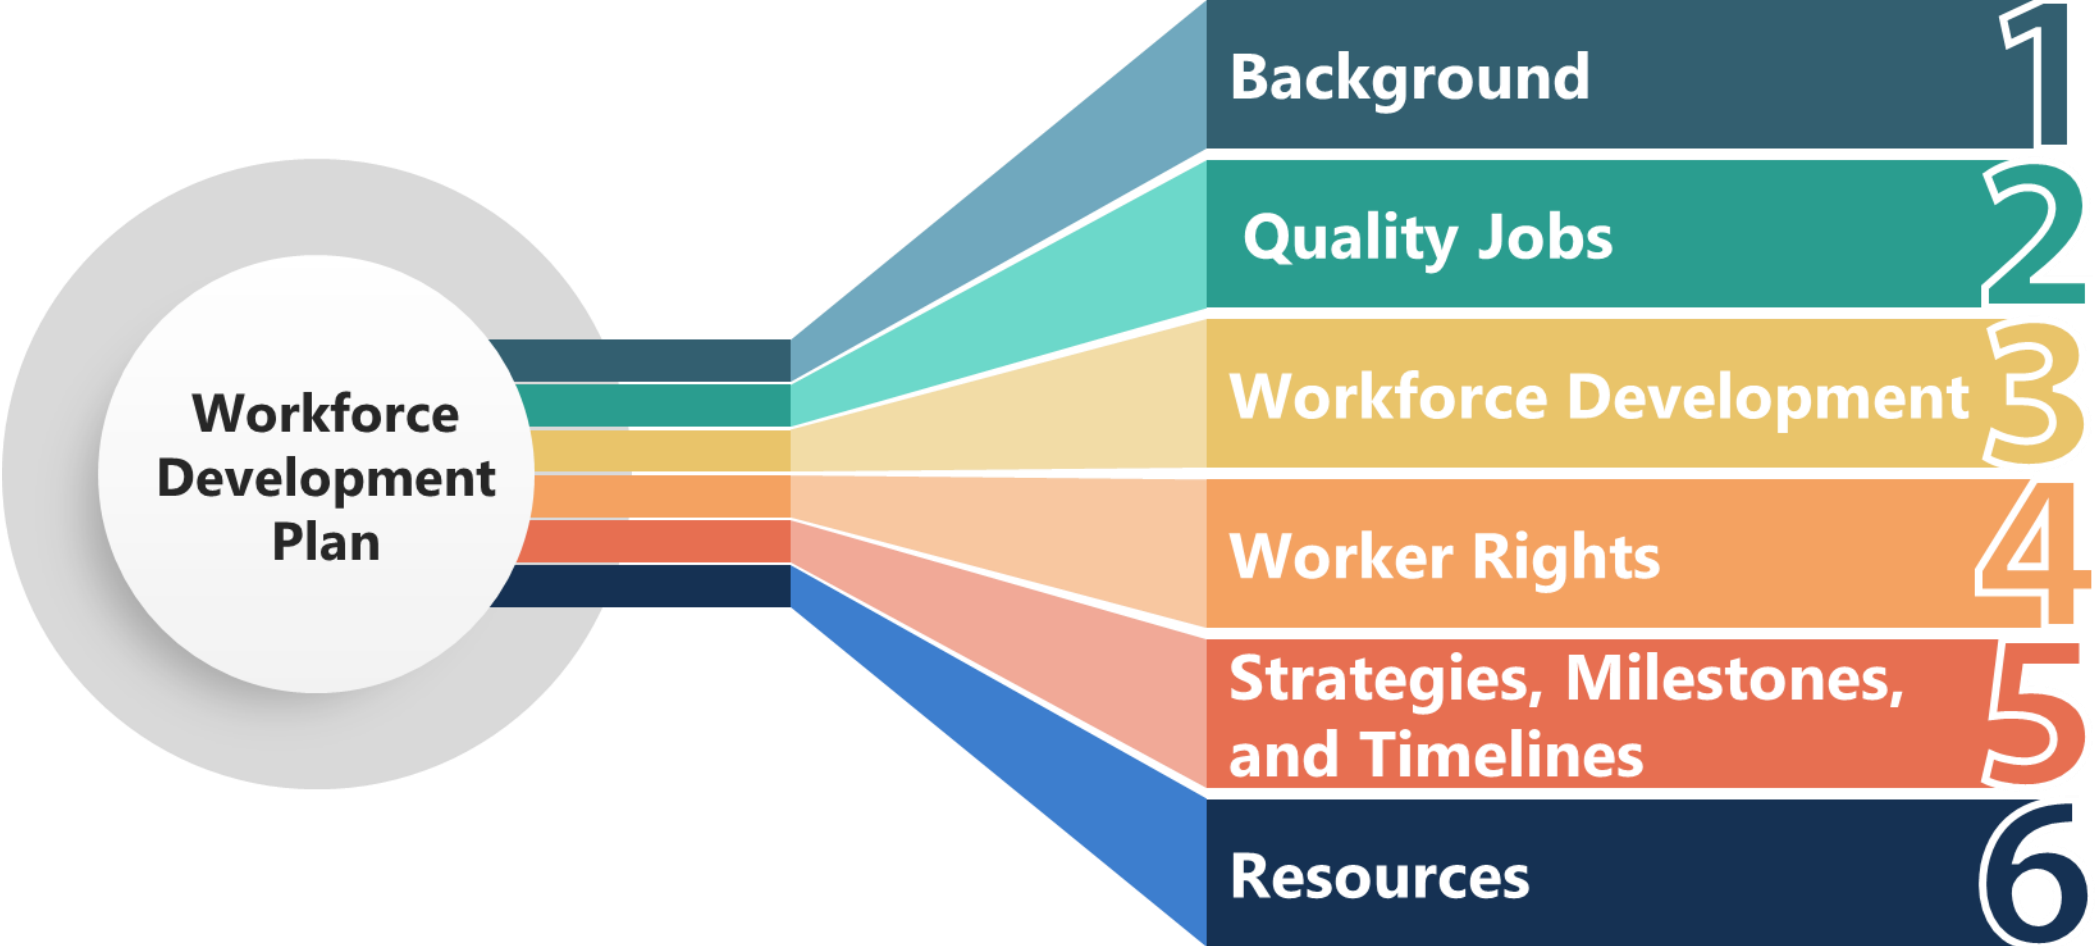 Workforce
Development
Plan
Background
1
Quality Jobs
2
Workforce Development
3
Worker Rights
4
Strategies, Milestones,
and Timelines
5
Resources
6